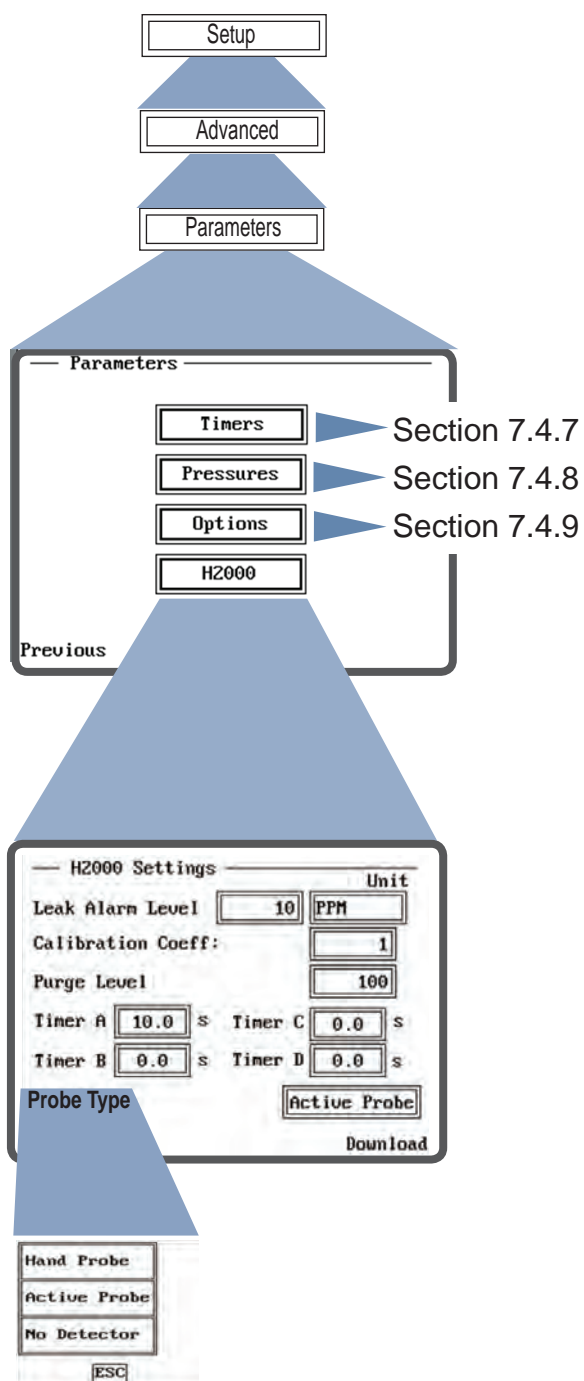 Setup
Advanced
Parameters
Parameters
Timers
Section 7.4.7
Pressures
Section 7.4.8
Options
Section 7.4.9
H2000
Previous
H2000 Settings
Unit
Leak Alarm Level 10 PPM
Calibration Coeff: 1
Purge Level 100
Timer A 10.0 s Timer C 0.0 s
Timer B 0.0 s Timer D 0.0 s
Probe Type Active Probe
Download
Hand Probe
Active Probe
No Detector
ESC